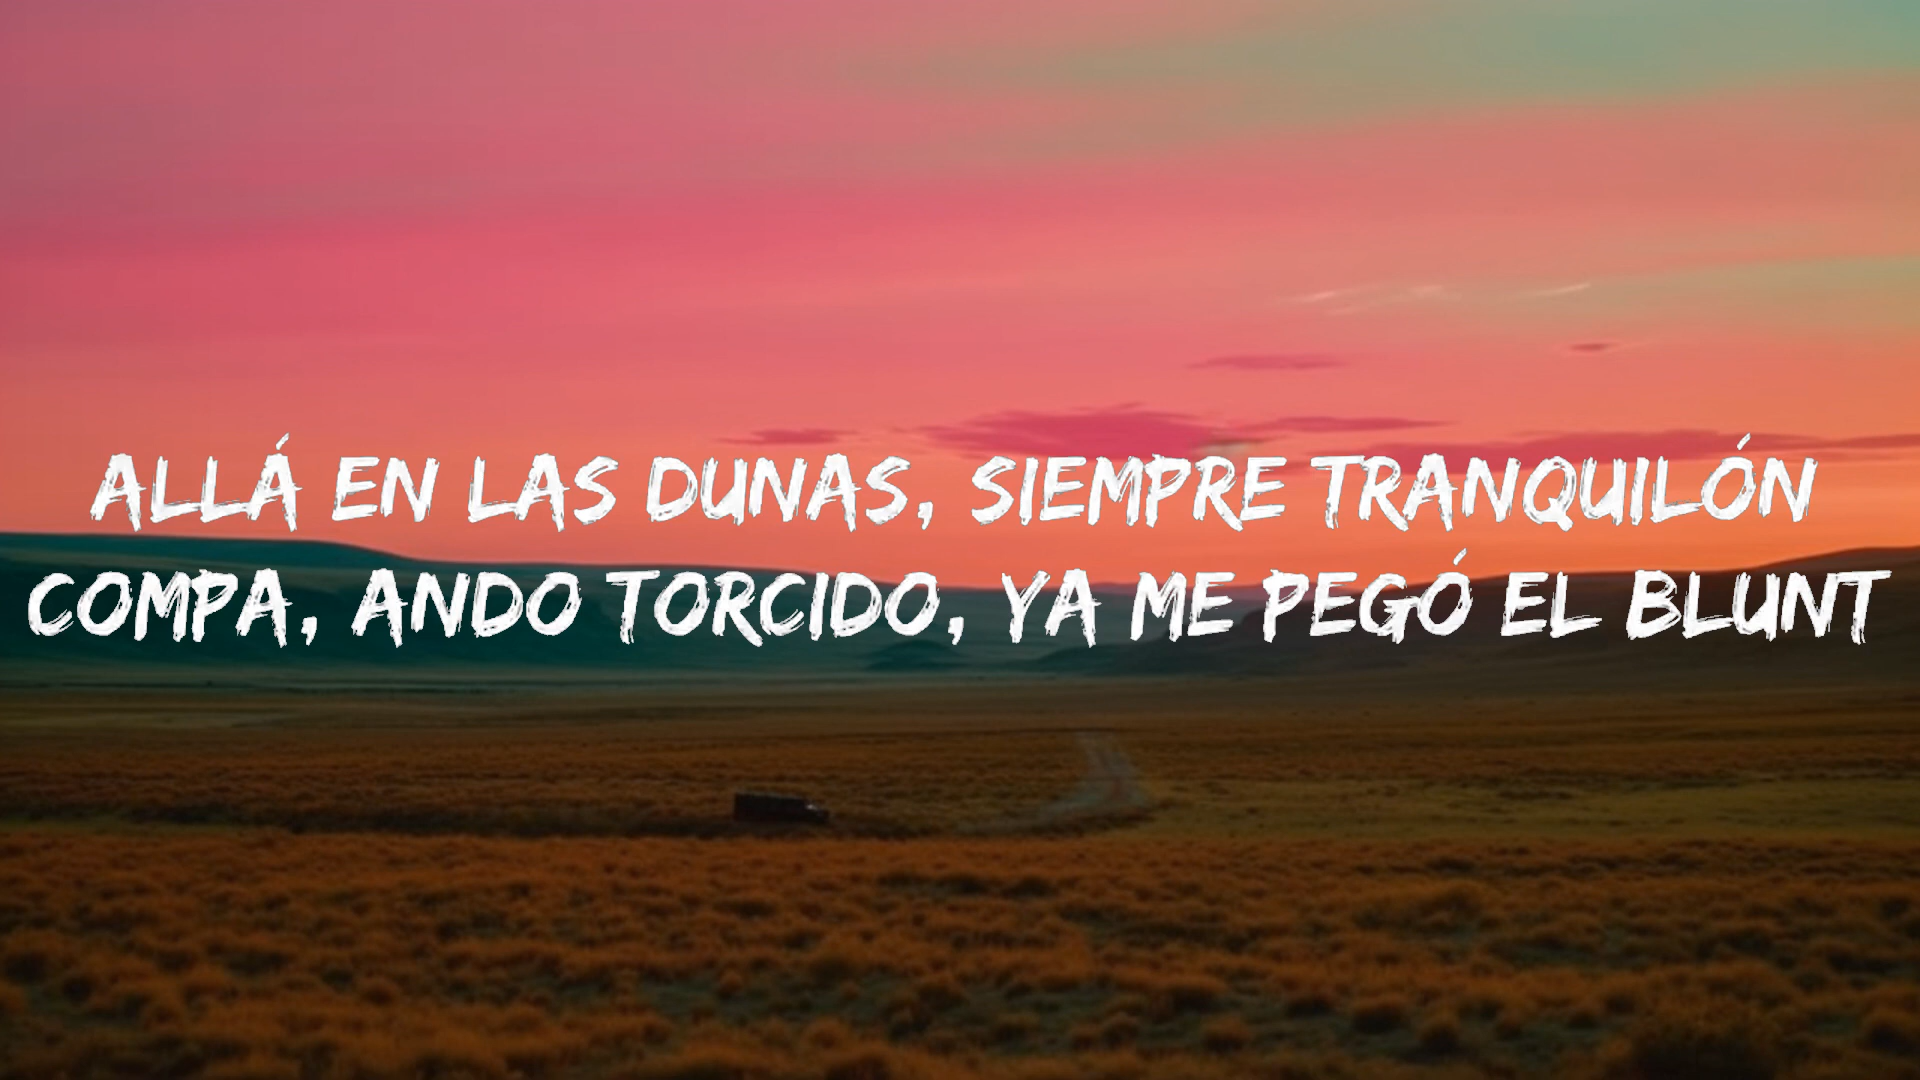 ALLÁ EN LAS DUNAS, SIEMPRE TRANQUILÓN
COMPA, ANDO TORCIDO, YA ME PEGÓ EL BLUNT